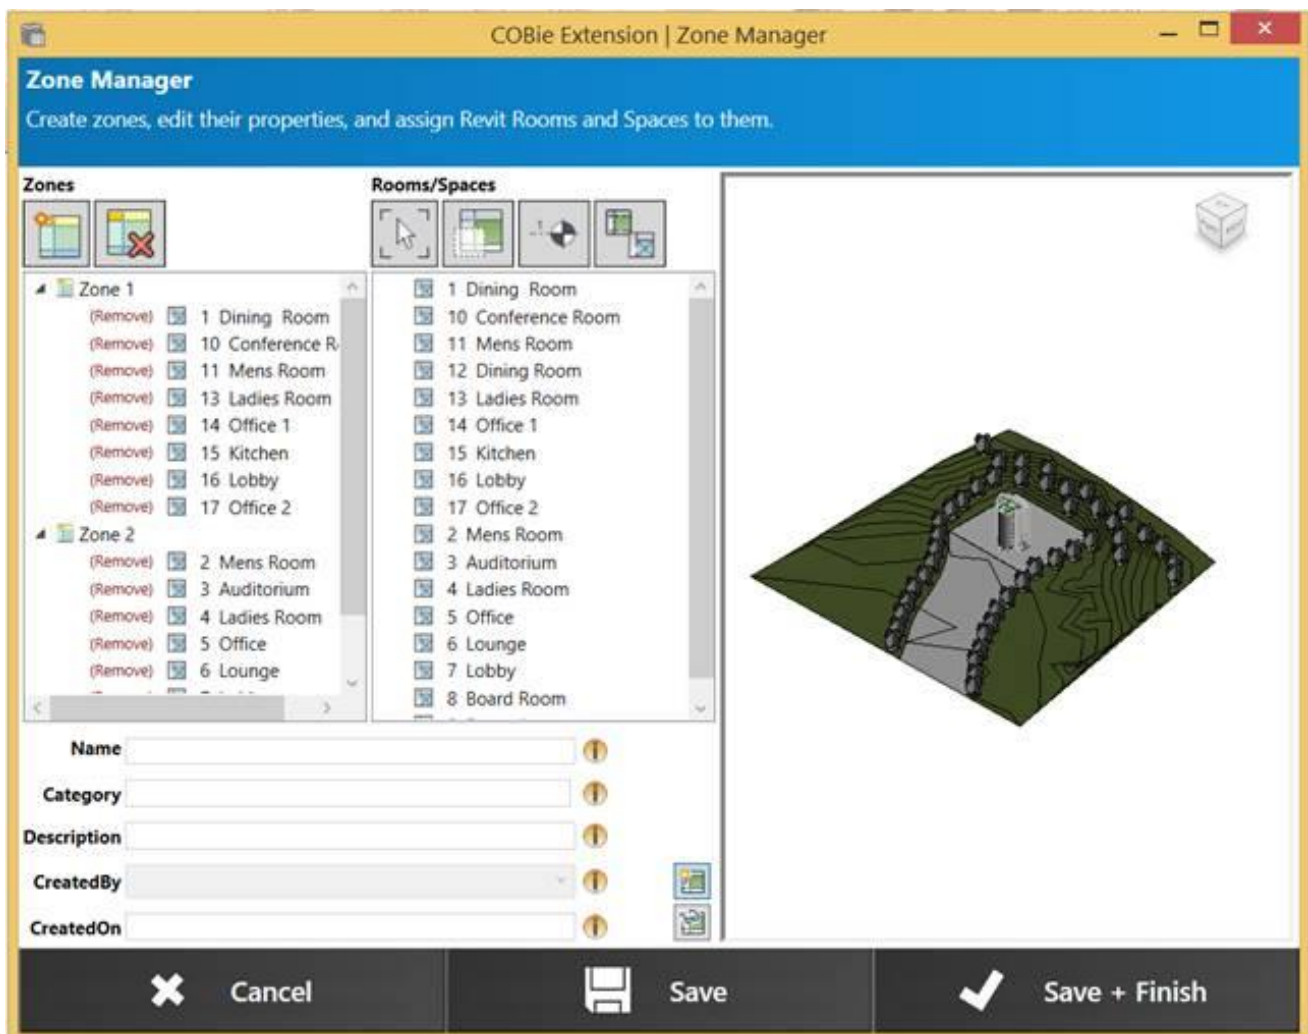 COBie Extension | Zone Manager
Zone Manager
Create zones, edit their properties, and assign Revit Rooms and Spaces to them.
Zones
Zone 1
(Remove) 1 Dining Room
(Remove) 10 Conference R
(Remove) 11 Mens Room
(Remove) 13 Ladies Room
(Remove) 14 Office 1
(Remove) 15 Kitchen
(Remove) 16 Lobby
(Remove) 17 Office 2
Zone 2
(Remove) 2 Mens Room
(Remove) 3 Auditorium
(Remove) 4 Ladies Room
(Remove) 5 Office
(Remove) 6 Lounge
Rooms/Spaces
1 Dining Room
10 Conference Room
11 Mens Room
12 Dining Room
13 Ladies Room
14 Office 1
15 Kitchen
16 Lobby
17 Office 2
2 Mens Room
3 Auditorium
4 Ladies Room
5 Office
6 Lounge
7 Lobby
8 Board Room
Name
Category
Description
CreatedBy
CreatedOn
Cancel
Save
Save + Finish